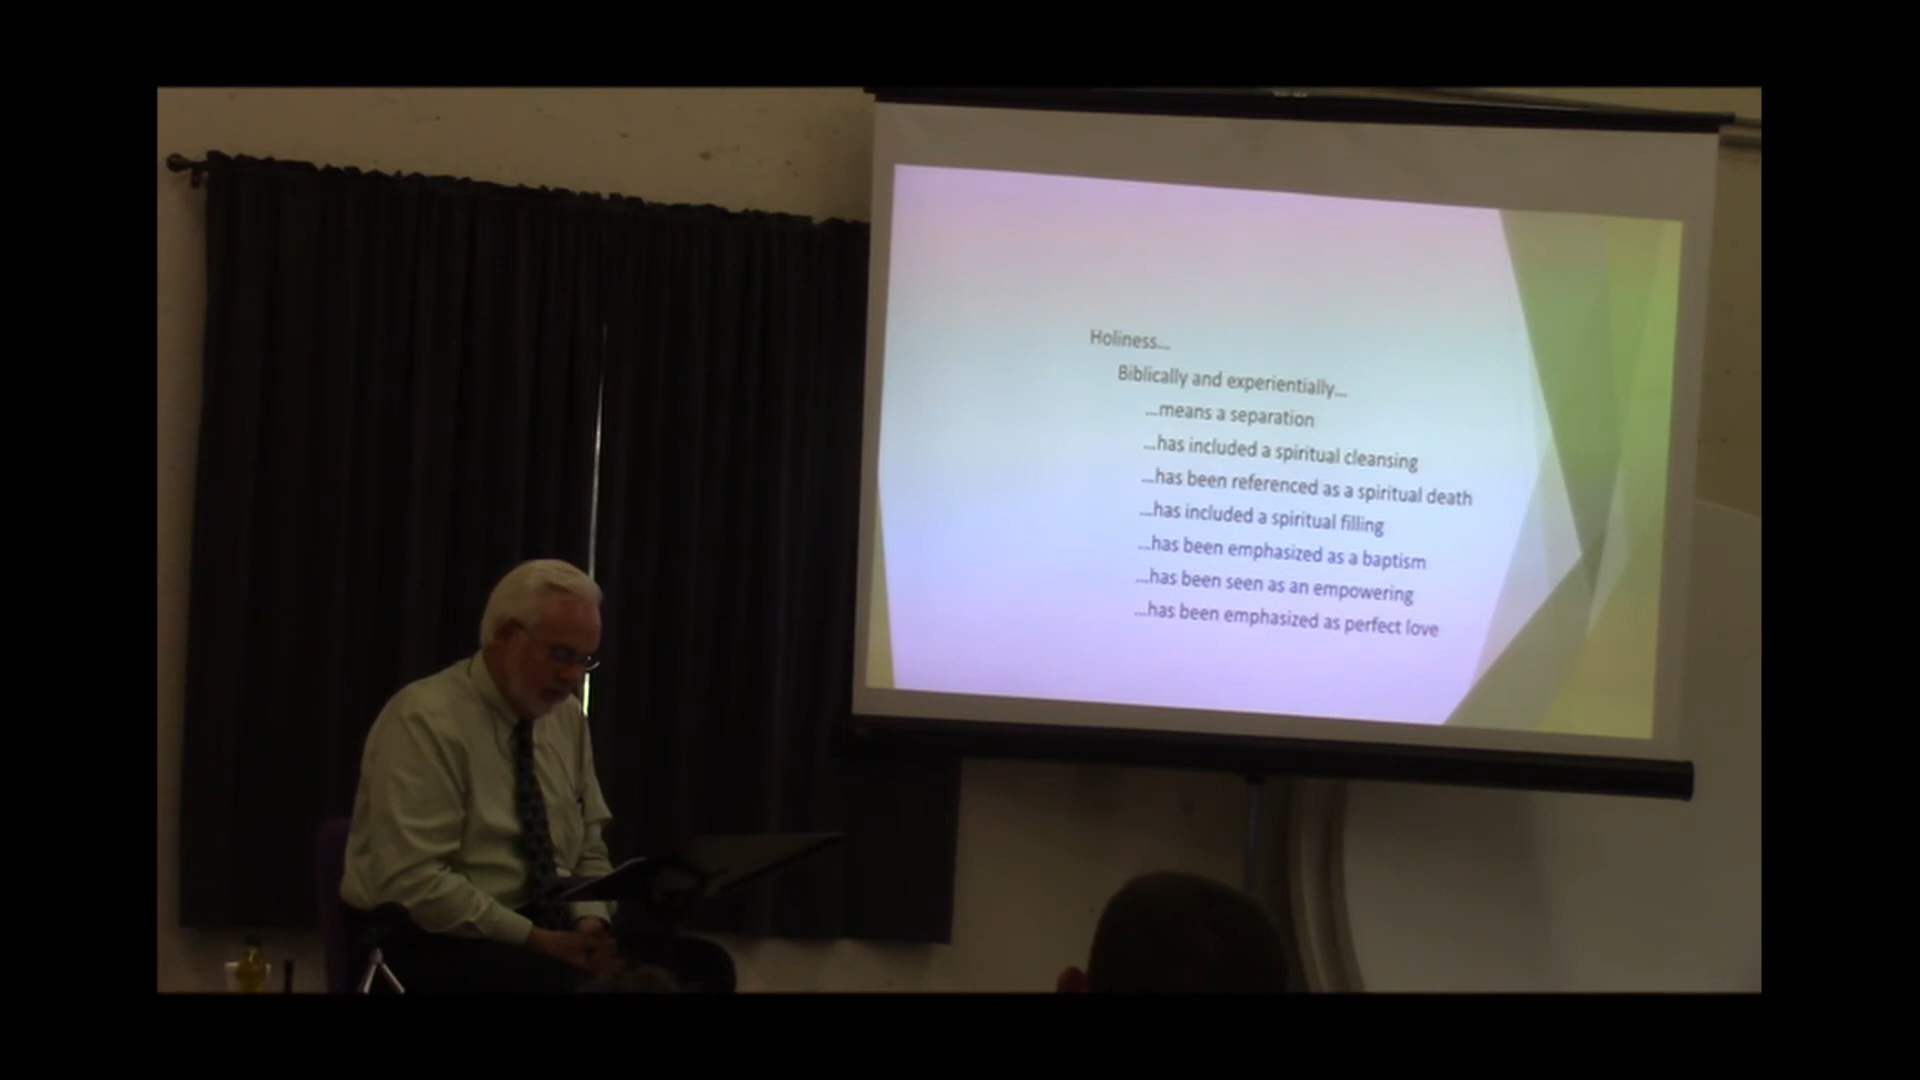 Holiness...
Biblically and experientially...
...means a separation
...has included a spiritual cleansing
...has been referenced as a spiritual death
...has included a spiritual filling
...has been emphasized as a baptism
...has been seen as an empowering
...has been emphasized as perfect love